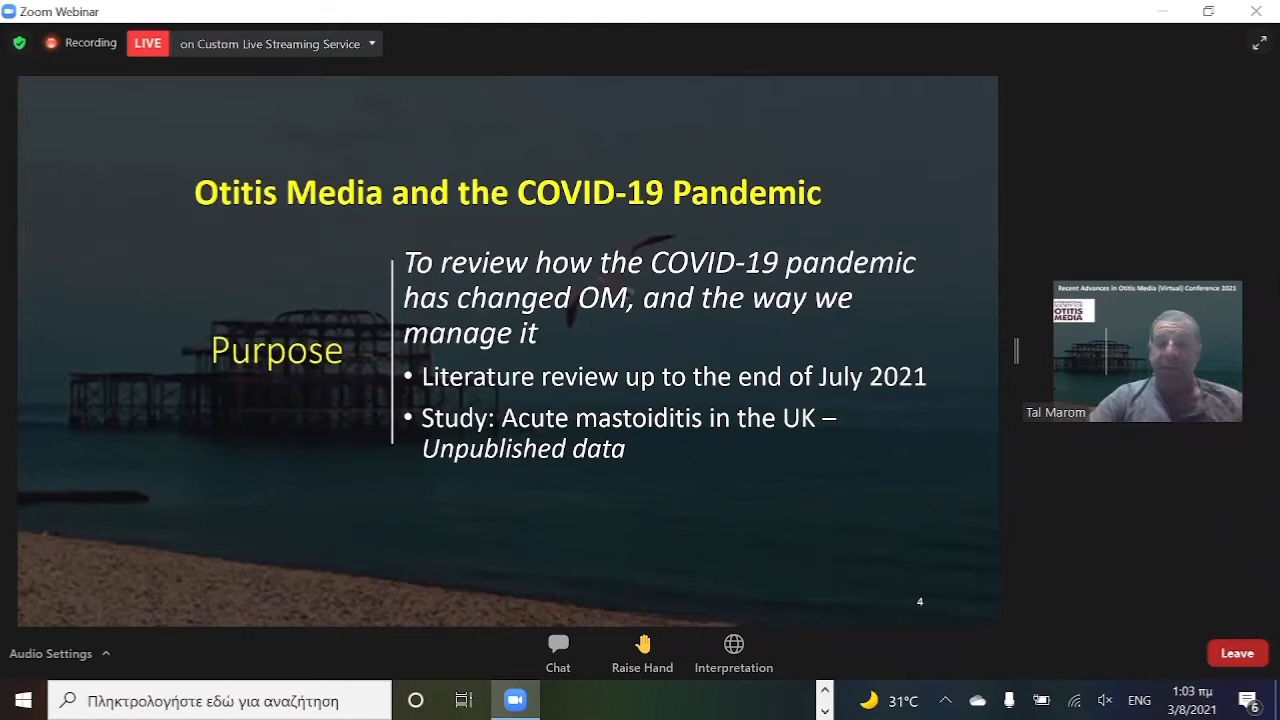 Zoom Webinar
Recording
LIVE
on Custom Live Streaming Service
Otitis Media and the COVID-19 Pandemic
Purpose
To review how the COVID-19 pandemic
has changed OM, and the way we
manage it
• Literature review up to the end of July 2021
• Study: Acute mastoiditis in the UK –
Unpublished data
4
Recent Advances in Otitis Media (Virtual) Conference 2021
INTERNATIONAL
SOCIETY FOR
OTITIS
MEDIA
Tal Marom
Audio Settings
Chat
Raise Hand
Interpretation
Leave
Πληκτρολογήστε εδώ για αναζήτηση
31°C
ENG
1:03 πμ
3/8/2021
6